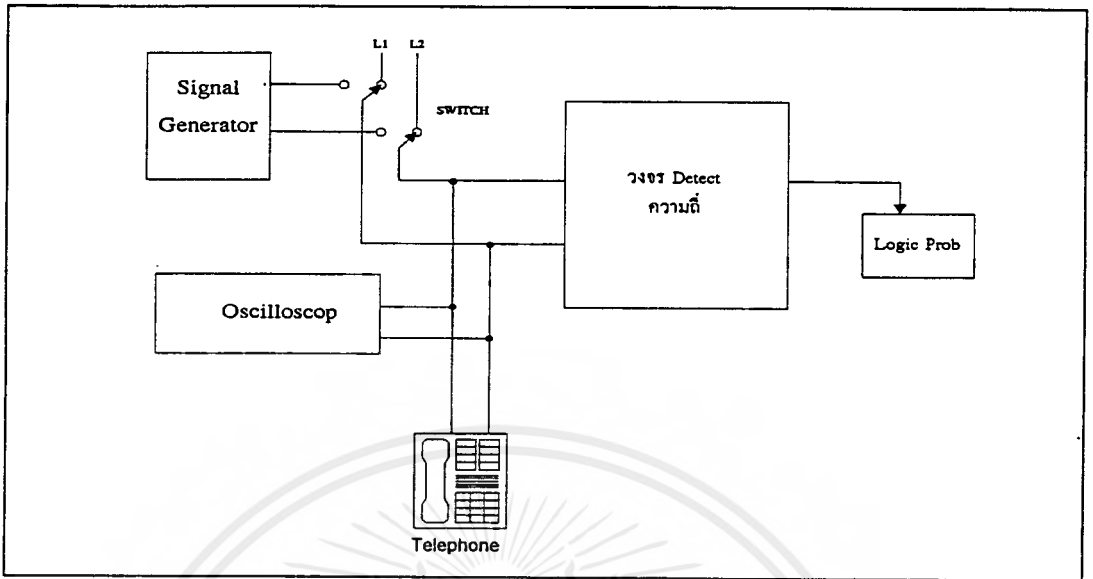 L1 L2
Signal
Generator
SWITCH
วงจร Detect
ความถี่
Logic Prob
Oscilloscop
Telephone